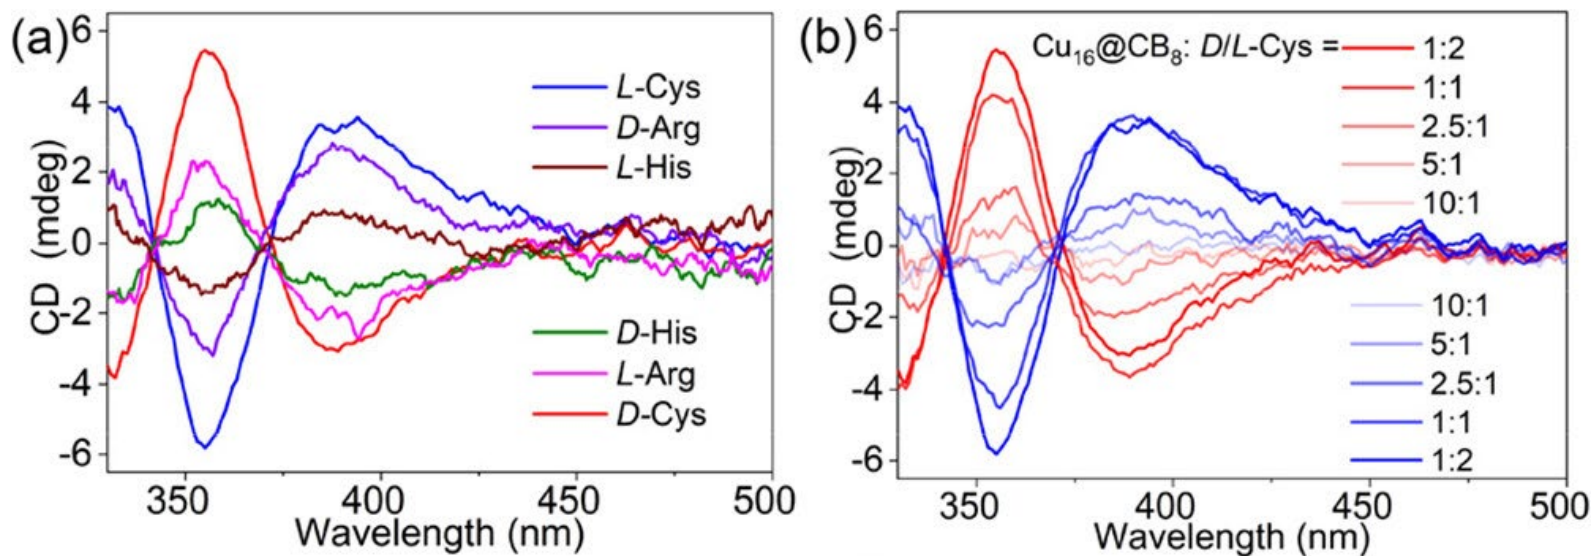 (a)
6
4
2
0
-2
-4
-6
CD (mdeg)
L-Cys
D-Arg
L-His
D-His
L-Arg
D-Cys
350
400
450
500
Wavelength (nm)
(b)
6
4
2
0
-2
-4
-6
CD (mdeg)
Cu₁₆@CB₈: D/L-Cys =
1:2
1:1
2.5:1
5:1
10:1
10:1
5:1
2.5:1
1:1
1:2
350
400
450
500
Wavelength (nm)